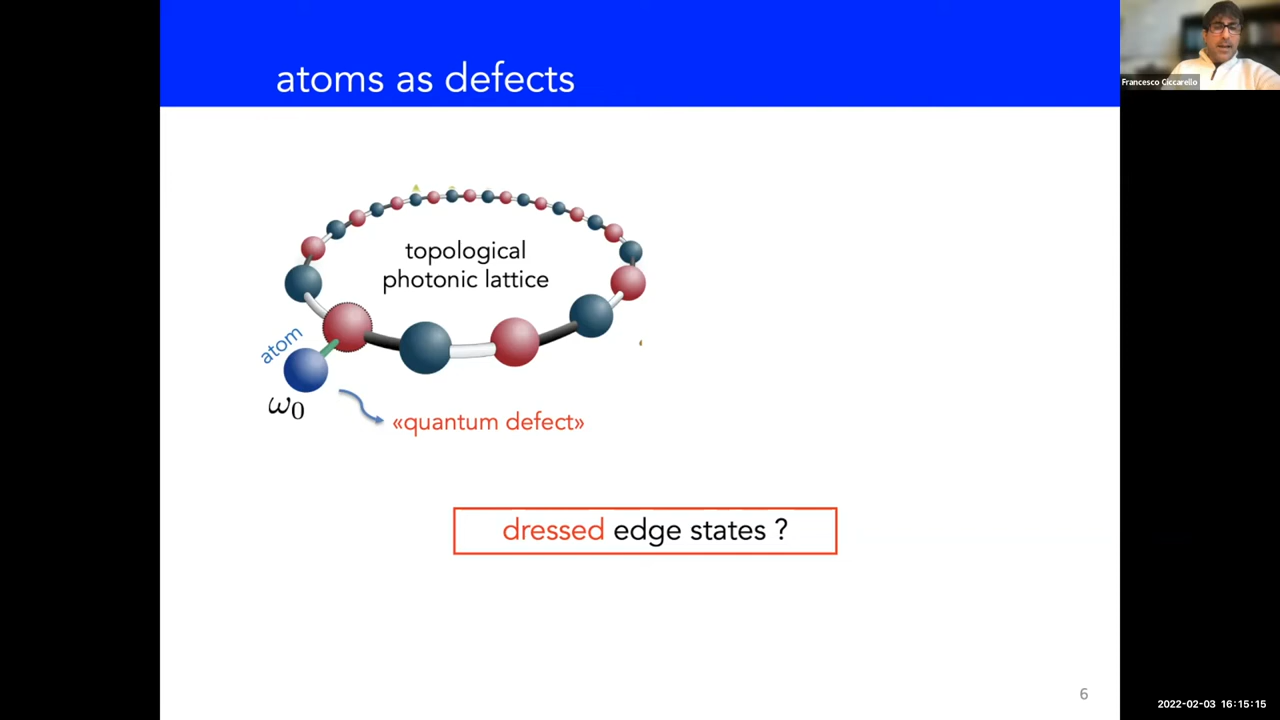 atoms as defects
Francesco Ciccarello
topological
photonic lattice
atom
ω0
«quantum defect»
dressed edge states ?
6
2022-02-03 16:15:15